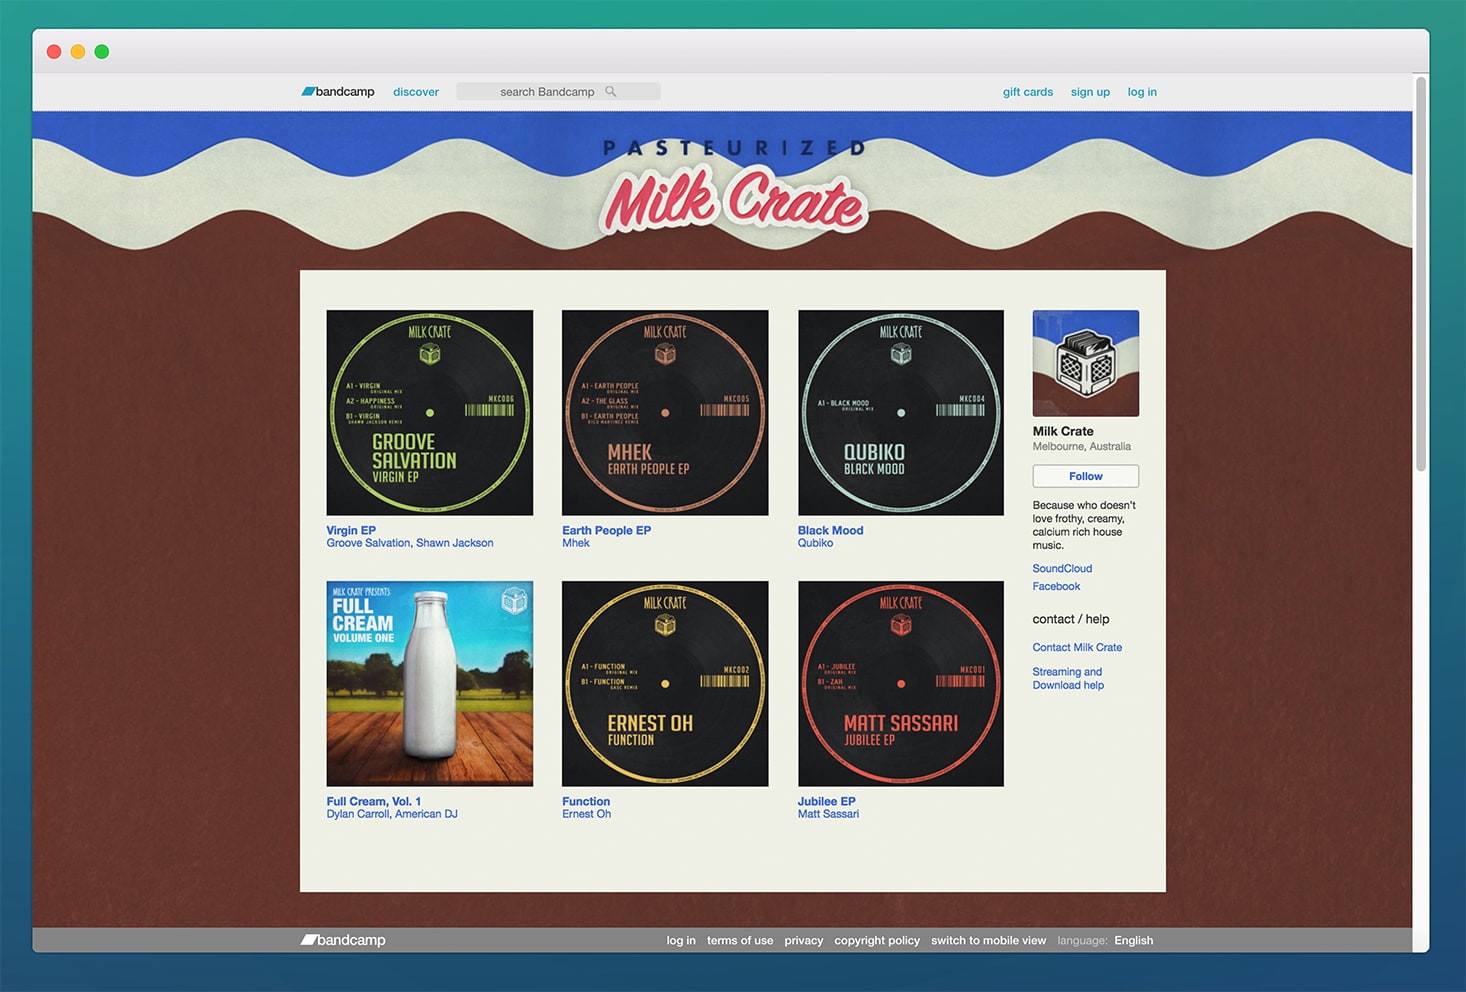 bandcamp
discover
search Bandcamp
gift cards
sign up
log in
PASTEURIZED
Milk Crate
MILK CRATE
A1 - VIRGIN
ORIGINAL MIX
A2 - HAPPINESS
ORIGINAL MIX
B1 - VIRGIN
SHAWN JACKSON REMIX
MKC006
GROOVE
SALVATION
VIRGIN EP
Virgin EP
Groove Salvation, Shawn Jackson
MILK CRATE
A1 - EARTH PEOPLE
ORIGINAL MIX
A2 - THE GLASS
ORIGINAL MIX
B1 - EARTH PEOPLE
RICO MARTINEZ REMIX
MKC005
MHEK
EARTH PEOPLE EP
Earth People EP
Mhek
MILK CRATE
A1 - BLACK MOOD
ORIGINAL MIX
MKC004
QUBIKO
BLACK MOOD
Black Mood
Qubiko
MILK CRATE PRESENTS
FULL
CREAM
VOLUME ONE
Full Cream, Vol. 1
Dylan Carroll, American DJ
MILK CRATE
A1 - FUNCTION
ORIGINAL MIX
B1 - FUNCTION
GASC REMIX
MKC002
ERNEST OH
FUNCTION
Function
Ernest Oh
MILK CRATE
A1 - JUBILEE
ORIGINAL MIX
B1 - ZAH
ORIGINAL MIX
MKC001
MATT SASSARI
JUBILEE EP
Jubilee EP
Matt Sassari
Milk Crate
Melbourne, Australia
Follow
Because who doesn't
love frothy, creamy,
calcium rich house
music.
SoundCloud
Facebook
contact / help
Contact Milk Crate
Streaming and
Download help
bandcamp
log in
terms of use
privacy
copyright policy
switch to mobile view
language: English